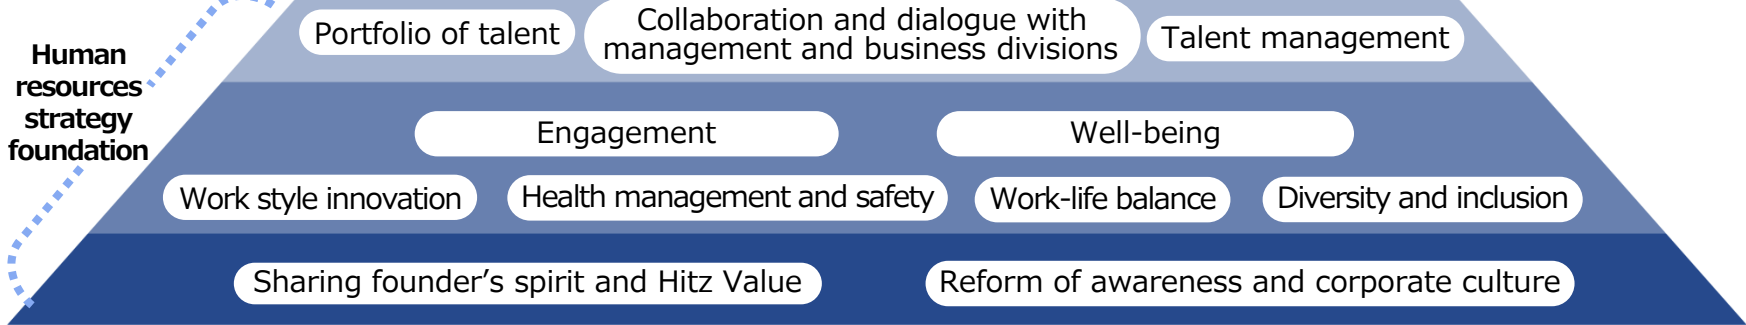 Human
resources
strategy
foundation
Portfolio of talent
Collaboration and dialogue with
management and business divisions
Talent management
Engagement
Well-being
Work style innovation
Health management and safety
Work-life balance
Diversity and inclusion
Sharing founder’s spirit and Hitz Value
Reform of awareness and corporate culture